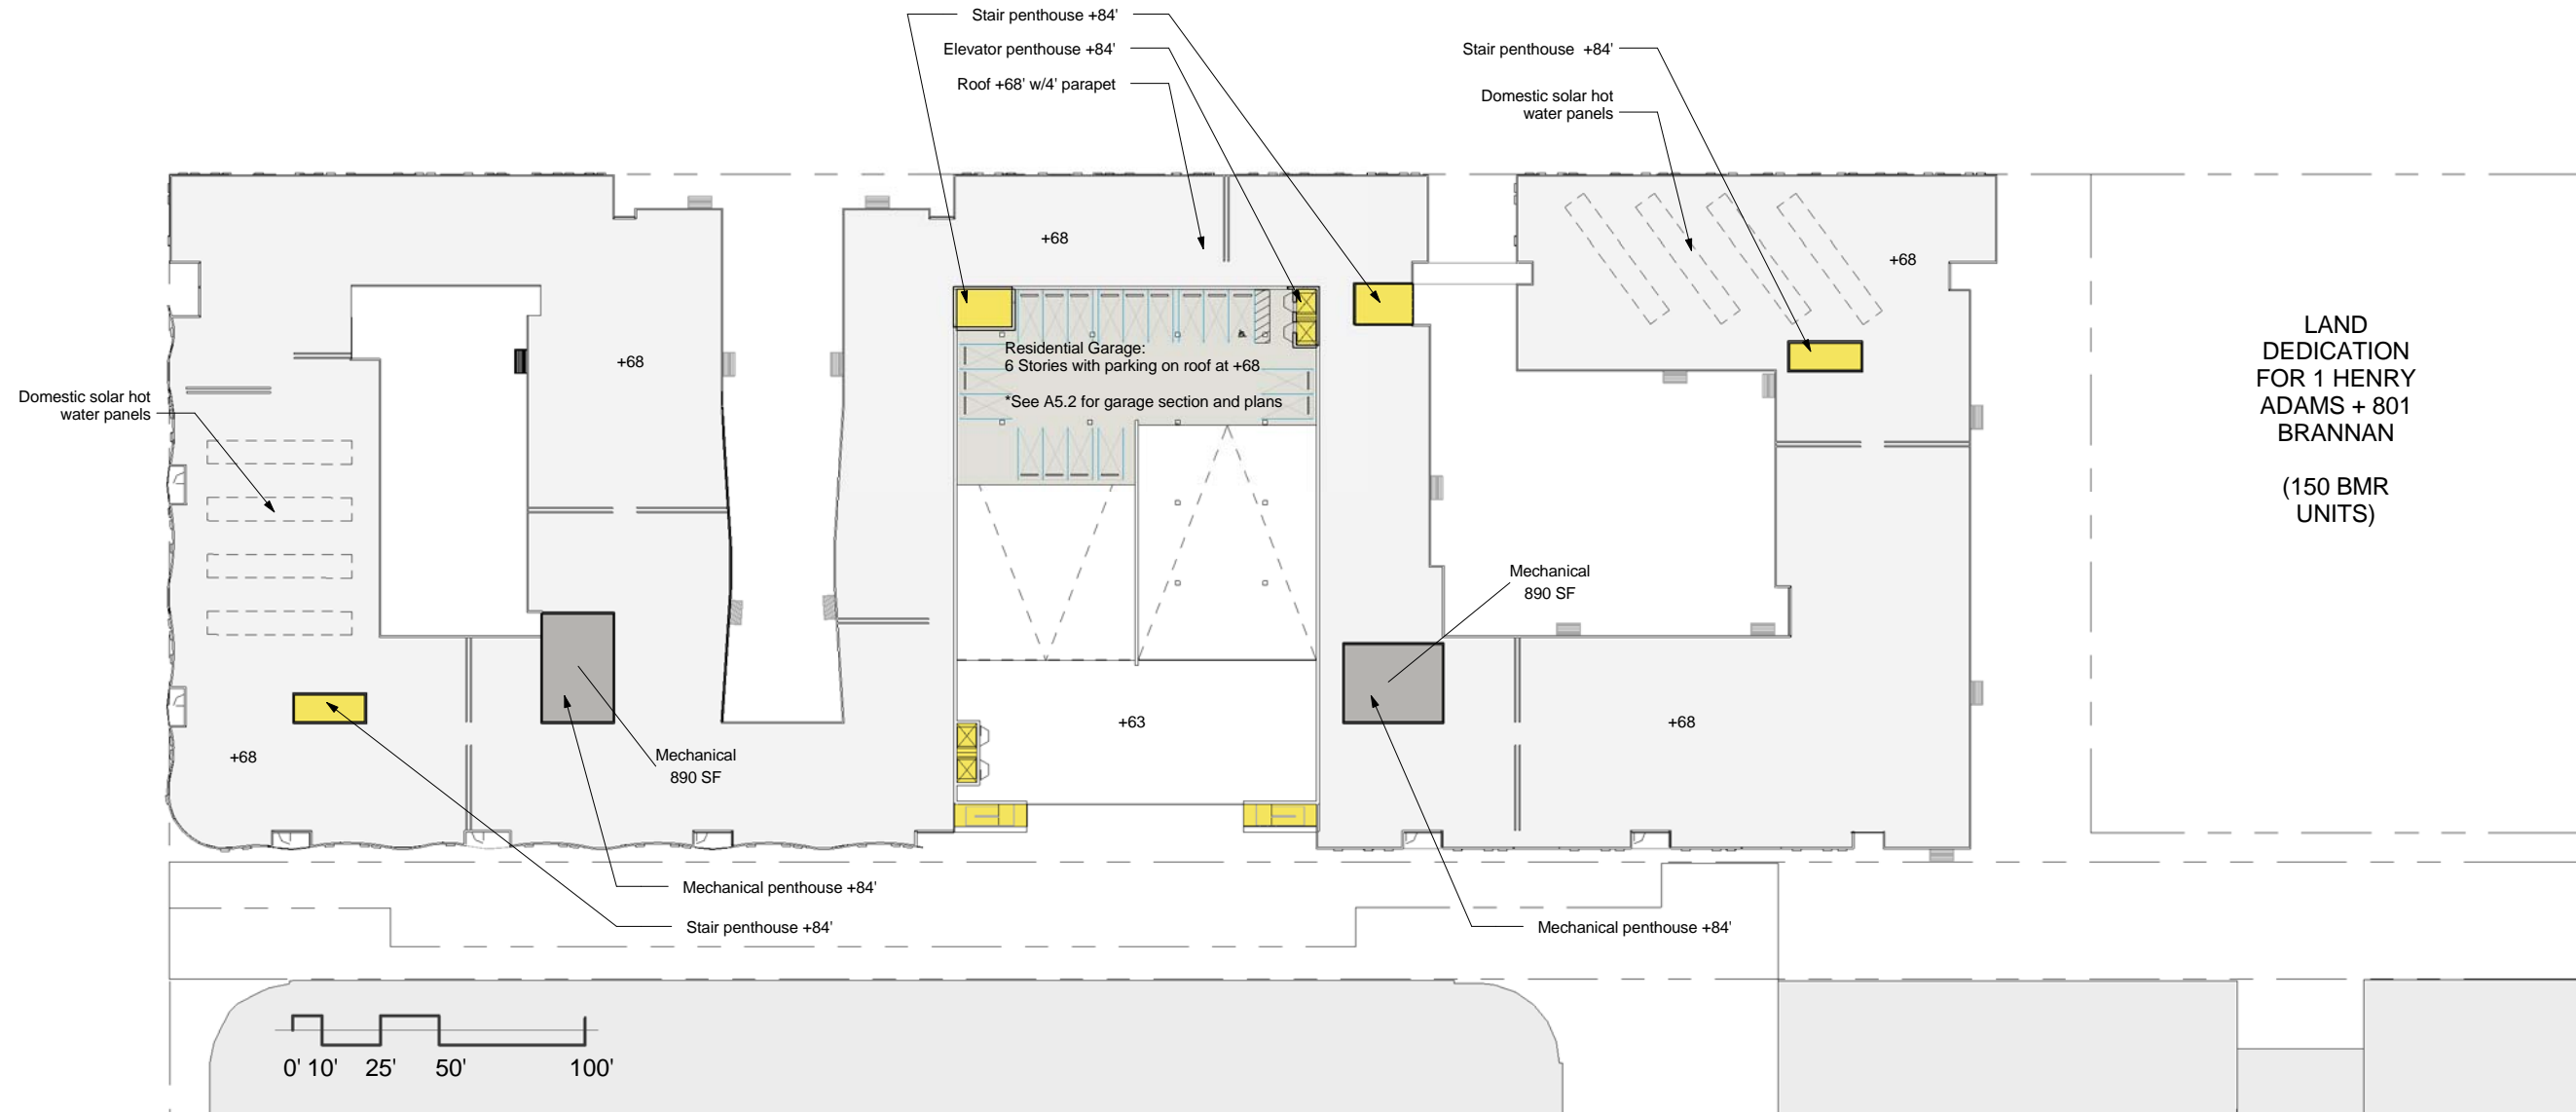 Stair penthouse +84'
Elevator penthouse +84'
Roof +68' w/4' parapet
Stair penthouse +84'
Domestic solar hot
water panels
+68
+68
Residential Garage:
6 Stories with parking on roof at +68
*See A5.2 for garage section and plans
+68
Domestic solar hot
water panels
LAND
DEDICATION
FOR 1 HENRY
ADAMS + 801
BRANNAN
(150 BMR
UNITS)
Mechanical
890 SF
+63
+68
+68
Mechanical
890 SF
Mechanical penthouse +84'
Stair penthouse +84'
Mechanical penthouse +84'
0' 10' 25' 50' 100'